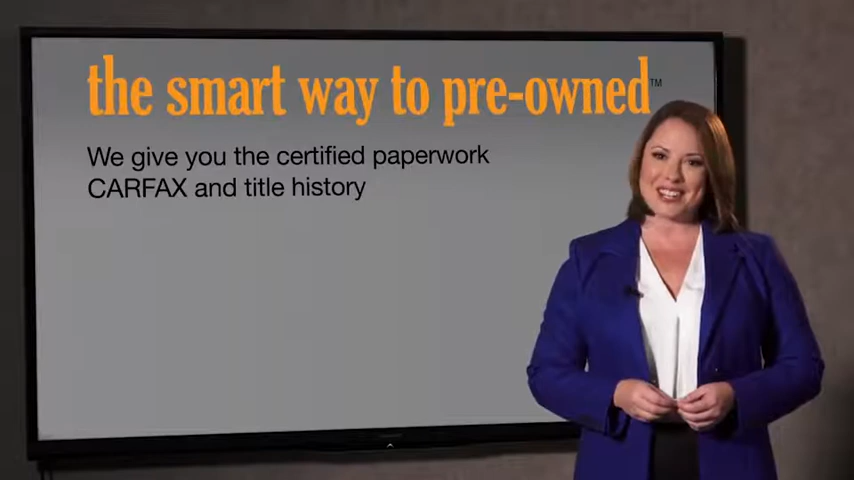 the smart way to pre-owned™
We give you the certified paperwork
CARFAX and title history